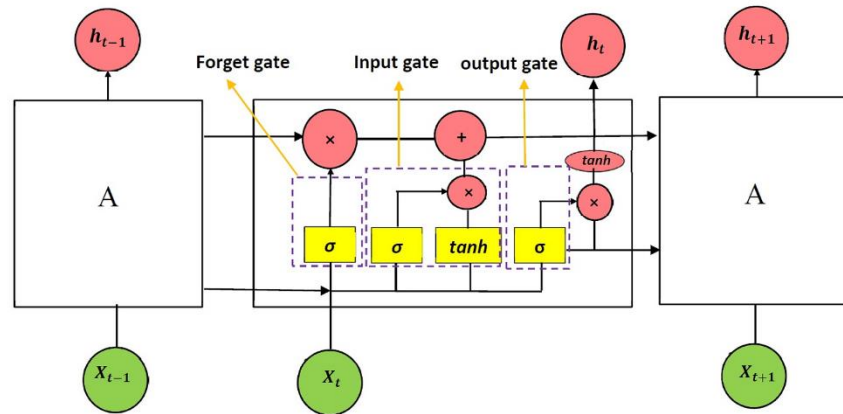 h_{t-1}
h_t
h_{t+1}
Forget gate
Input gate
output gate
×
+
tanh
A
×
×
A
σ
σ
tanh
σ
X_{t-1}
X_t
X_{t+1}